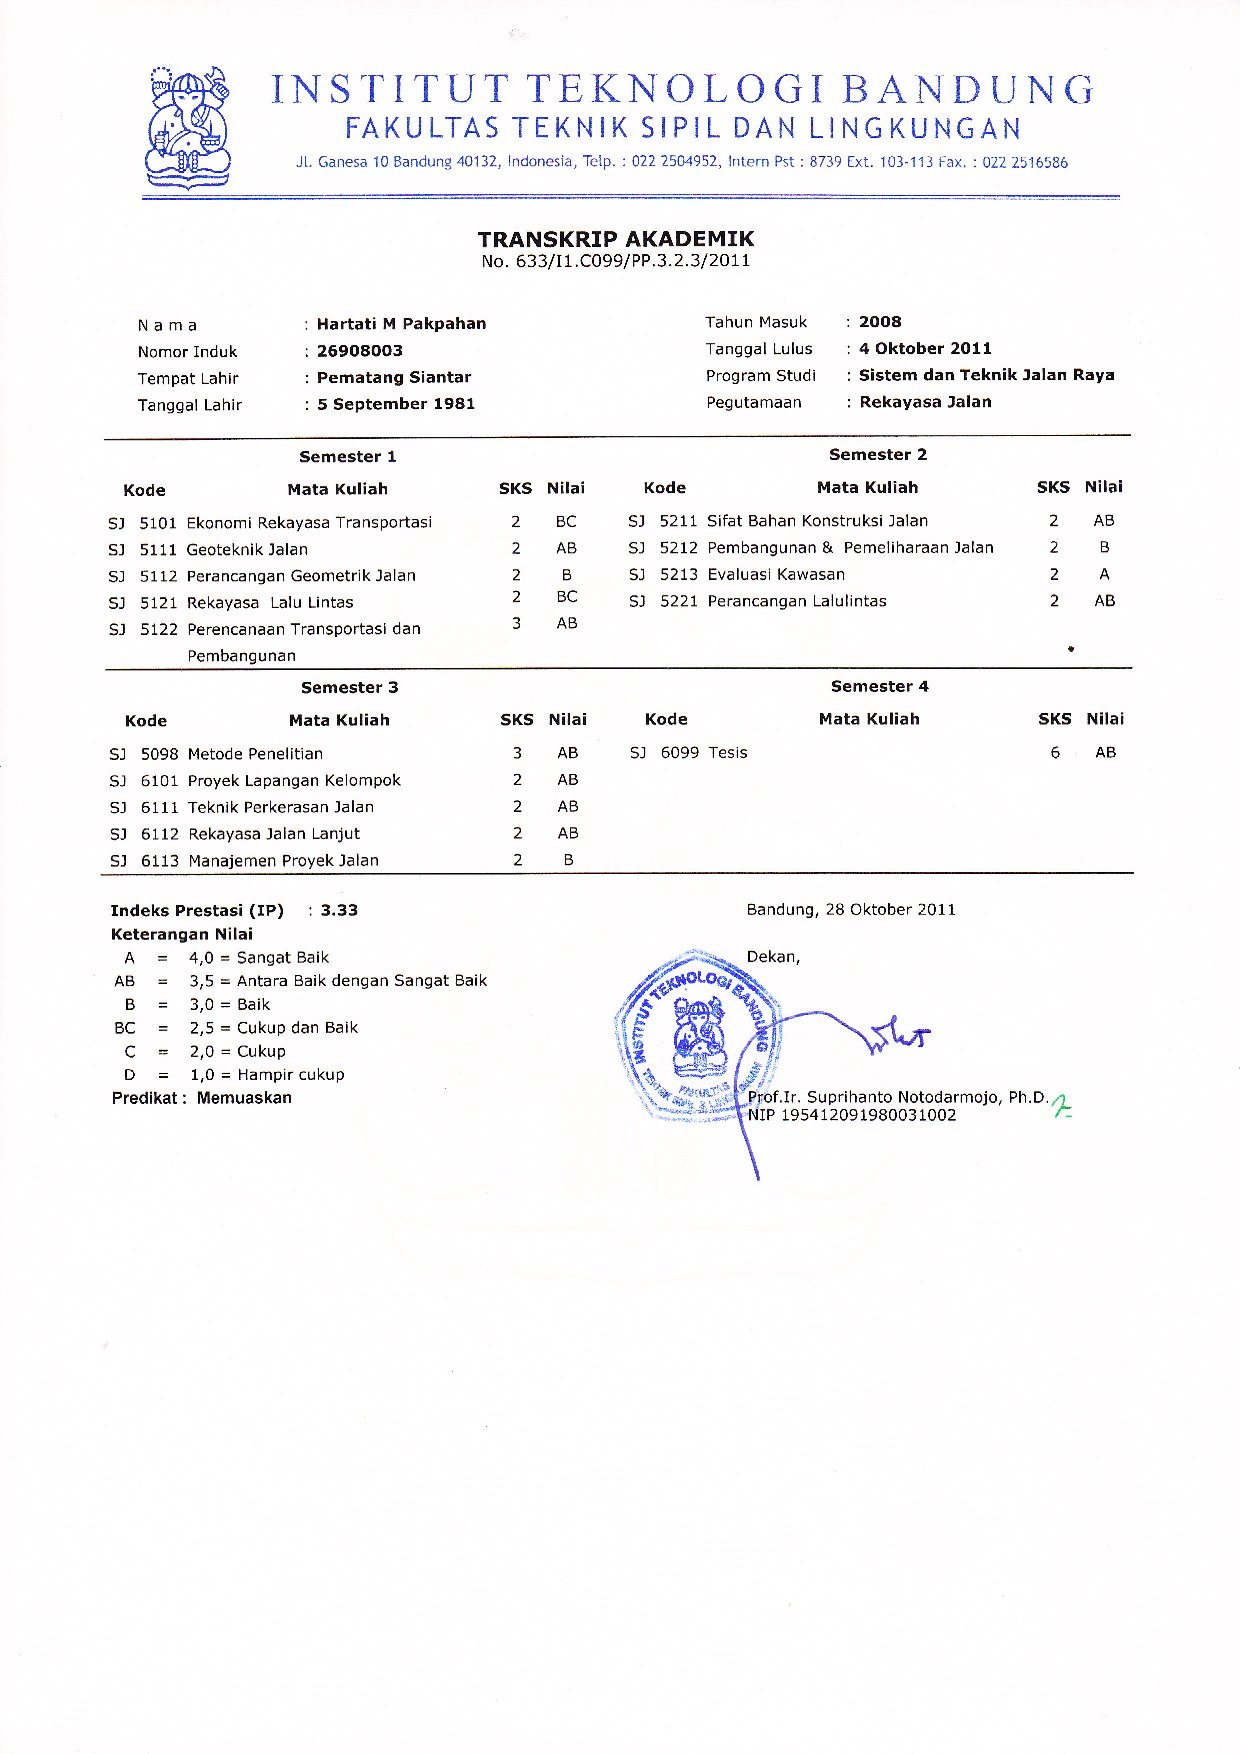 INSTITUT TEKNOLOGI BANDUNG
FAKULTAS TEKNIK SIPIL DAN LINGKUNGAN
Jl. Ganesa 10 Bandung 40132, Indonesia, Telp. : 022 2504952, Intern Pst : 8739 Ext. 103-113 Fax. : 022 2516586
TRANSKRIP AKADEMIK
No. 633/I1.C099/PP.3.2.3/2011
N a m a : Hartati M Pakpahan
Nomor Induk : 26908003
Tempat Lahir : Pematang Siantar
Tanggal Lahir : 5 September 1981
Tahun Masuk : 2008
Tanggal Lulus : 4 Oktober 2011
Program Studi : Sistem dan Teknik Jalan Raya
Pegutamaan : Rekayasa Jalan
Semester 1
Kode Mata Kuliah SKS Nilai
SJ 5101 Ekonomi Rekayasa Transportasi 2 BC
SJ 5111 Geoteknik Jalan 2 AB
SJ 5112 Perancangan Geometrik Jalan 2 B
SJ 5121 Rekayasa Lalu Lintas 2 BC
SJ 5122 Perencanaan Transportasi dan 3 AB
Pembangunan
Semester 2
Kode Mata Kuliah SKS Nilai
SJ 5211 Sifat Bahan Konstruksi Jalan 2 AB
SJ 5212 Pembangunan & Pemeliharaan Jalan 2 B
SJ 5213 Evaluasi Kawasan 2 A
SJ 5221 Perancangan Lalulintas 2 AB
Semester 3
Kode Mata Kuliah SKS Nilai
SJ 5098 Metode Penelitian 3 AB
SJ 6101 Proyek Lapangan Kelompok 2 AB
SJ 6111 Teknik Perkerasan Jalan 2 AB
SJ 6112 Rekayasa Jalan Lanjut 2 AB
SJ 6113 Manajemen Proyek Jalan 2 B
Semester 4
Kode Mata Kuliah SKS Nilai
SJ 6099 Tesis 6 AB
Indeks Prestasi (IP) : 3.33
Keterangan Nilai
A = 4,0 = Sangat Baik
AB = 3,5 = Antara Baik dengan Sangat Baik
B = 3,0 = Baik
BC = 2,5 = Cukup dan Baik
C = 2,0 = Cukup
D = 1,0 = Hampir cukup
Predikat : Memuaskan
Bandung, 28 Oktober 2011
Dekan,
INSTITUT TEKNOLOGI BANDUNG
FAKULTAS
Prof.Ir. Suprihanto Notodarmojo, Ph.D.
NIP 195412091980031002